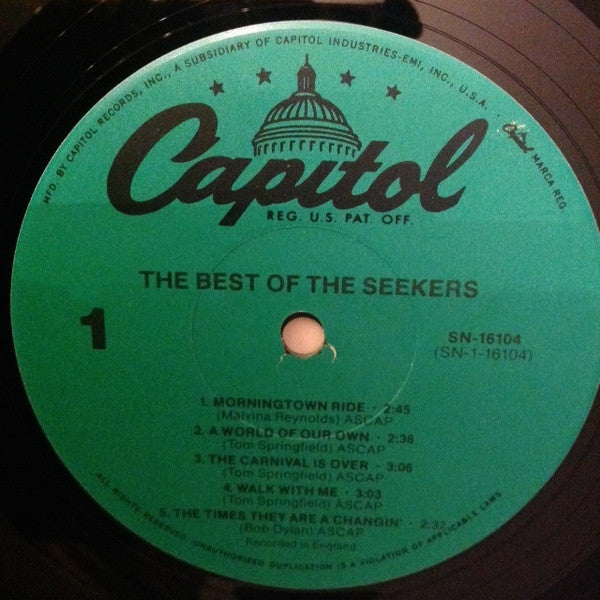 MFD. BY CAPITOL RECORDS, INC., A SUBSIDIARY OF CAPITOL INDUSTRIES-EMI, INC., U.S.A. · Capitol MARCA REG.
Capitol
REG. U.S. PAT. OFF.
THE BEST OF THE SEEKERS
1
SN-16104
(SN-1-16104)
1. MORNINGTOWN RIDE · 2:45
(Malvina Reynolds) ASCAP
2. A WORLD OF OUR OWN · 2:38
(Tom Springfield) ASCAP
3. THE CARNIVAL IS OVER · 3:06
(Tom Springfield) ASCAP
4. WALK WITH ME · 3:03
(Tom Springfield) ASCAP
5. THE TIMES THEY ARE A CHANGIN' · 2:32
(Bob Dylan) ASCAP
Recorded in England
ALL RIGHTS RESERVED. UNAUTHORIZED DUPLICATION IS A VIOLATION OF APPLICABLE LAWS